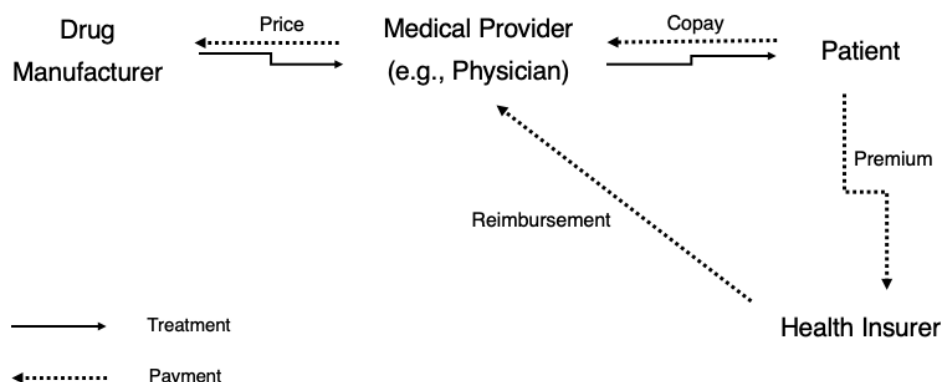 Drug
Manufacturer
Price
Medical Provider
(e.g., Physician)
Copay
Patient
Premium
Reimbursement
Health Insurer
Treatment
Payment